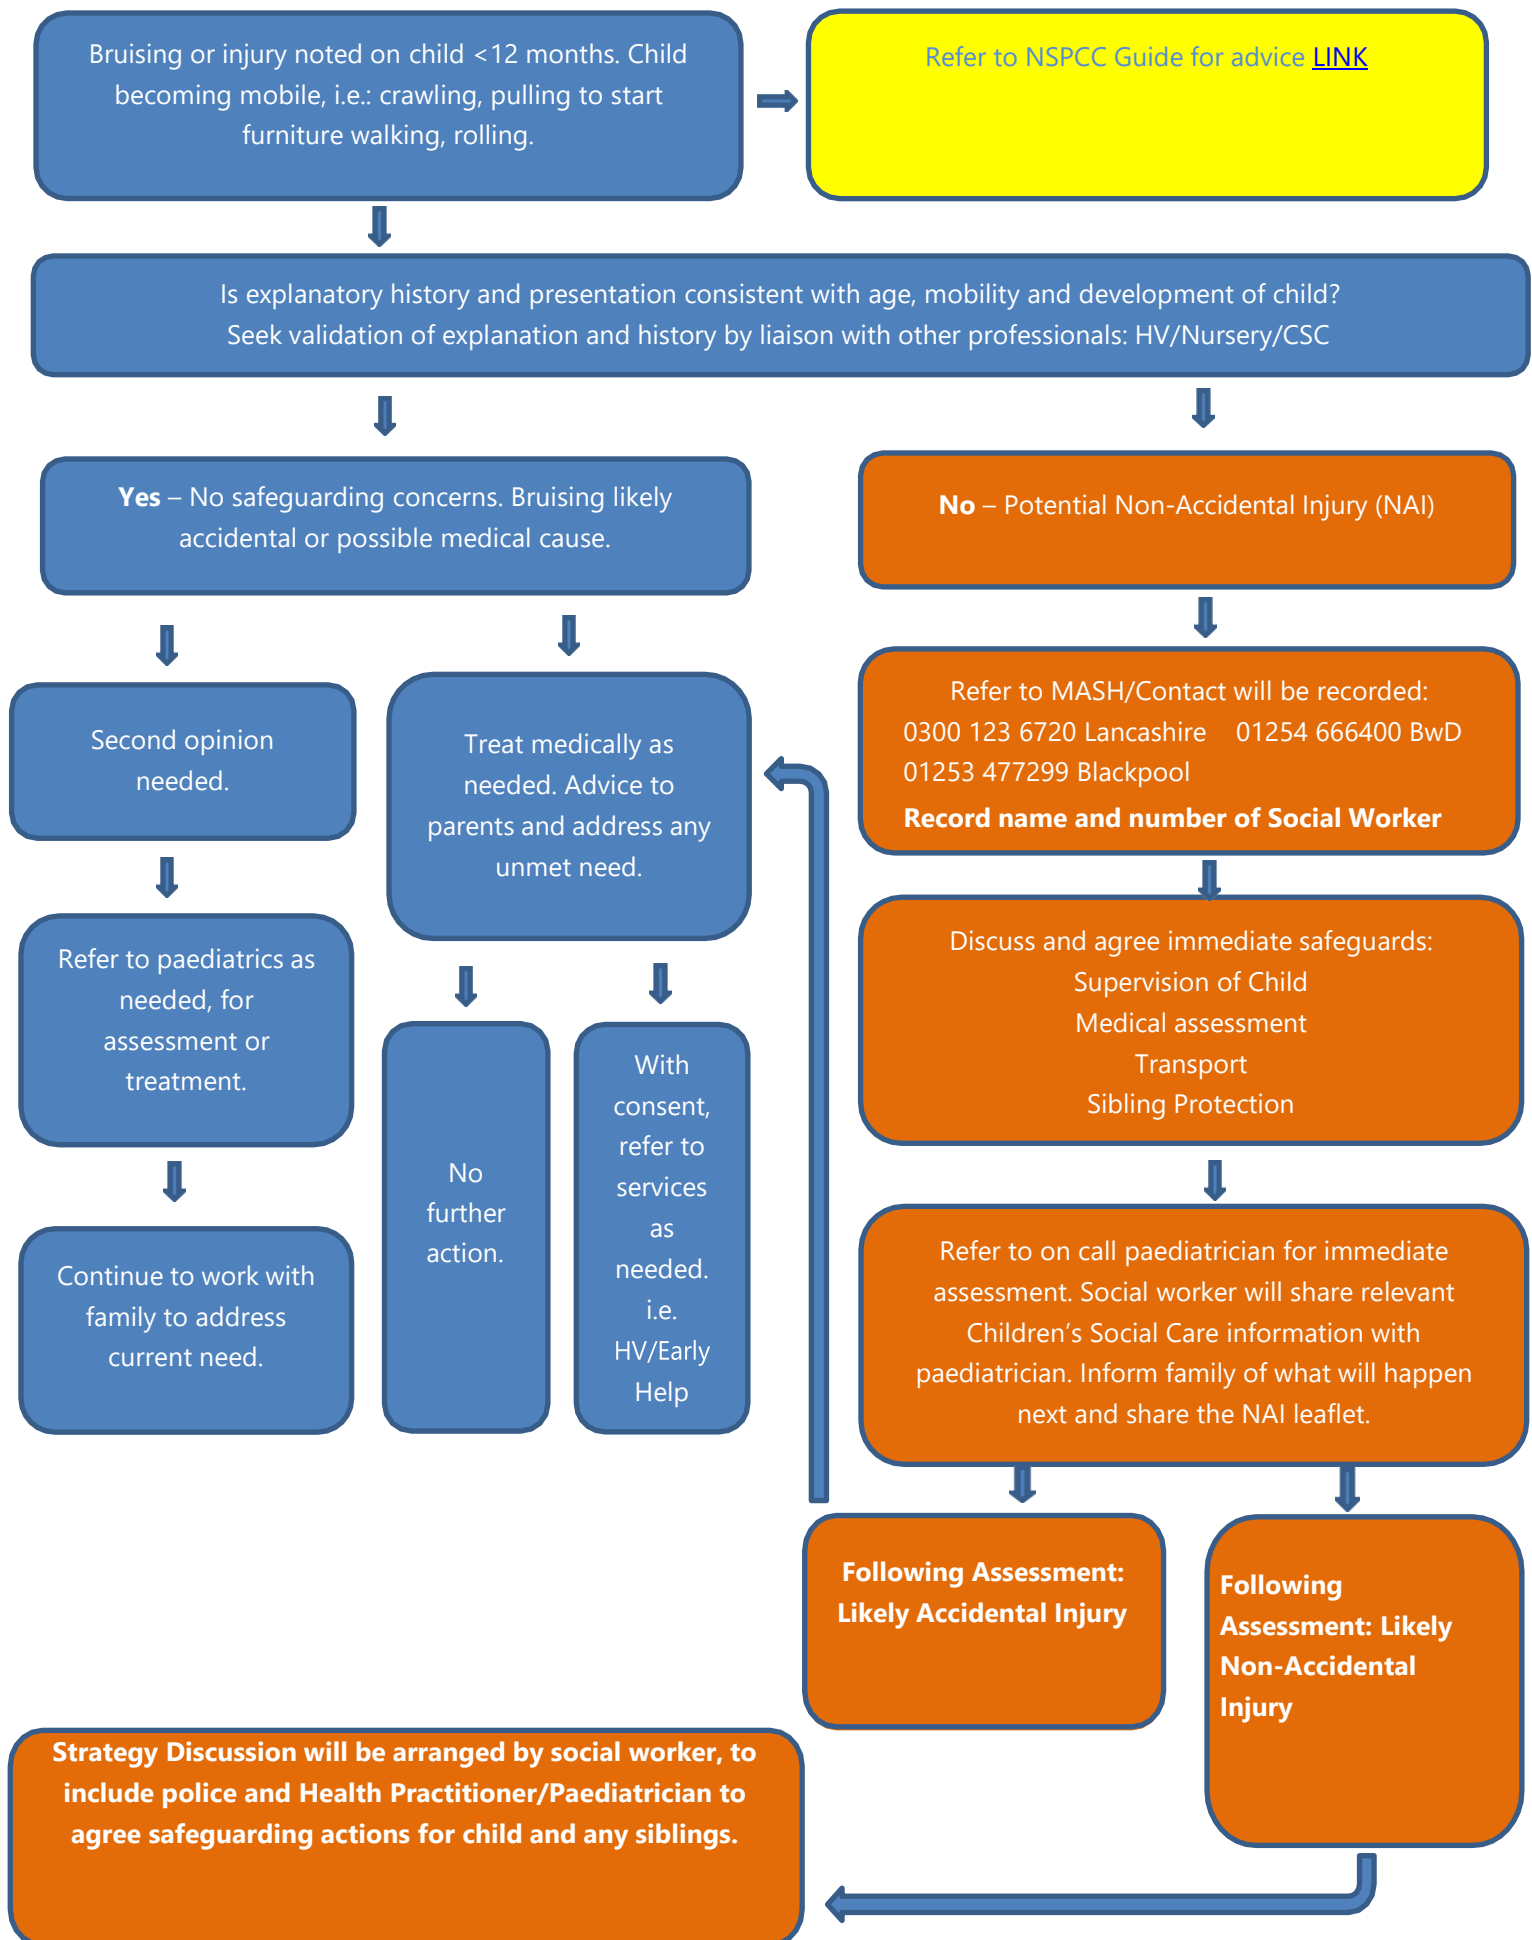 Bruising or injury noted on child <12 months. Child
becoming mobile, i.e.: crawling, pulling to start
furniture walking, rolling.
Refer to NSPCC Guide for advice LINK
Is explanatory history and presentation consistent with age, mobility and development of child?
Seek validation of explanation and history by liaison with other professionals: HV/Nursery/CSC
Yes – No safeguarding concerns. Bruising likely
accidental or possible medical cause.
No – Potential Non-Accidental Injury (NAI)
Second opinion
needed.
Refer to paediatrics as
needed, for
assessment or
treatment.
Continue to work with
family to address
current need.
Treat medically as
needed. Advice to
parents and address any
unmet need.
No
further
action.
With
consent,
refer to
services
as
needed.
i.e.
HV/Early
Help
Refer to MASH/Contact will be recorded:
0300 123 6720 Lancashire    01254 666400 BwD
01253 477299 Blackpool
Record name and number of Social Worker
Discuss and agree immediate safeguards:
Supervision of Child
Medical assessment
Transport
Sibling Protection
Refer to on call paediatrician for immediate
assessment. Social worker will share relevant
Children’s Social Care information with
paediatrician. Inform family of what will happen
next and share the NAI leaflet.
Following Assessment:
Likely Accidental Injury
Following
Assessment: Likely
Non-Accidental
Injury
Strategy Discussion will be arranged by social worker, to
include police and Health Practitioner/Paediatrician to
agree safeguarding actions for child and any siblings.